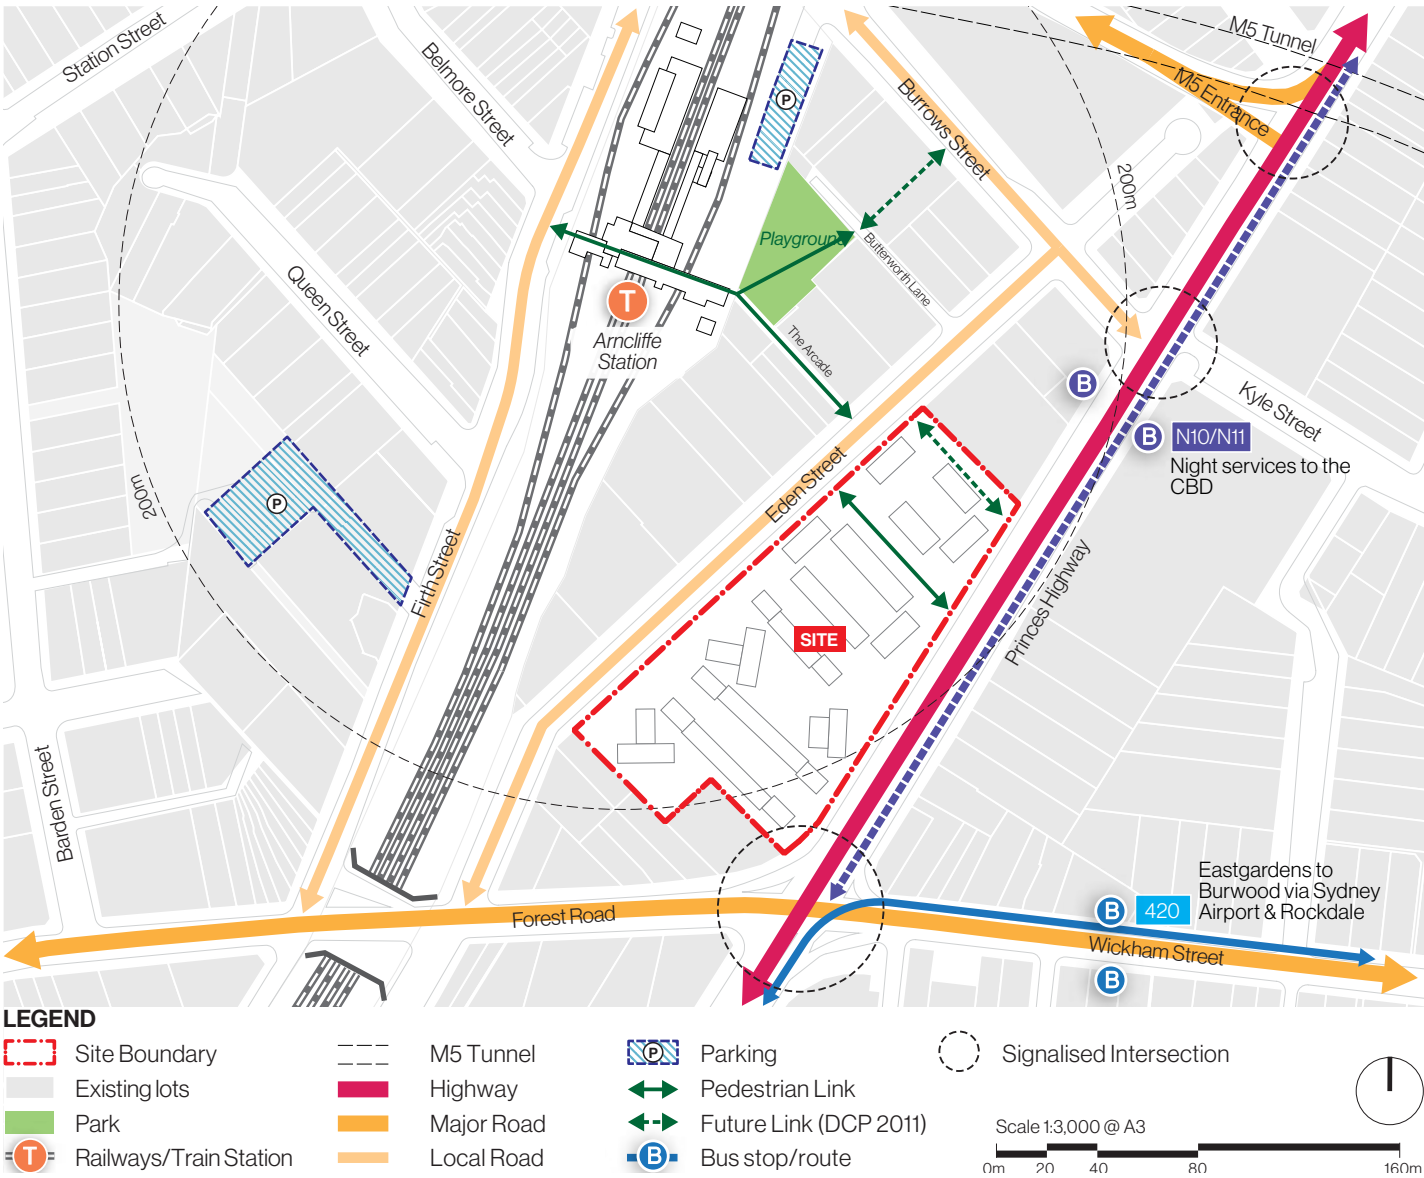 Station Street
Belmore Street
Burrows Street
M5 Tunnel
M5 Entrance
200m
P
Playground
Butterworth Lane
The Arcade
Queen Street
T
Arncliffe
Station
B
Kyle Street
B N10/N11
Night services to the
CBD
P
200m
Eden Street
Firth Street
Princes Highway
SITE
Barden Street
Forest Road
Eastgardens to
Burwood via Sydney
Airport & Rockdale
B 420
Wickham Street
B
LEGEND
Site Boundary
Existing lots
Park
T Railways/Train Station
M5 Tunnel
Highway
Major Road
Local Road
P Parking
Pedestrian Link
Future Link (DCP 2011)
B Bus stop/route
Signalised Intersection
Scale 1:3,000 @ A3
0m 20 40 80 160m